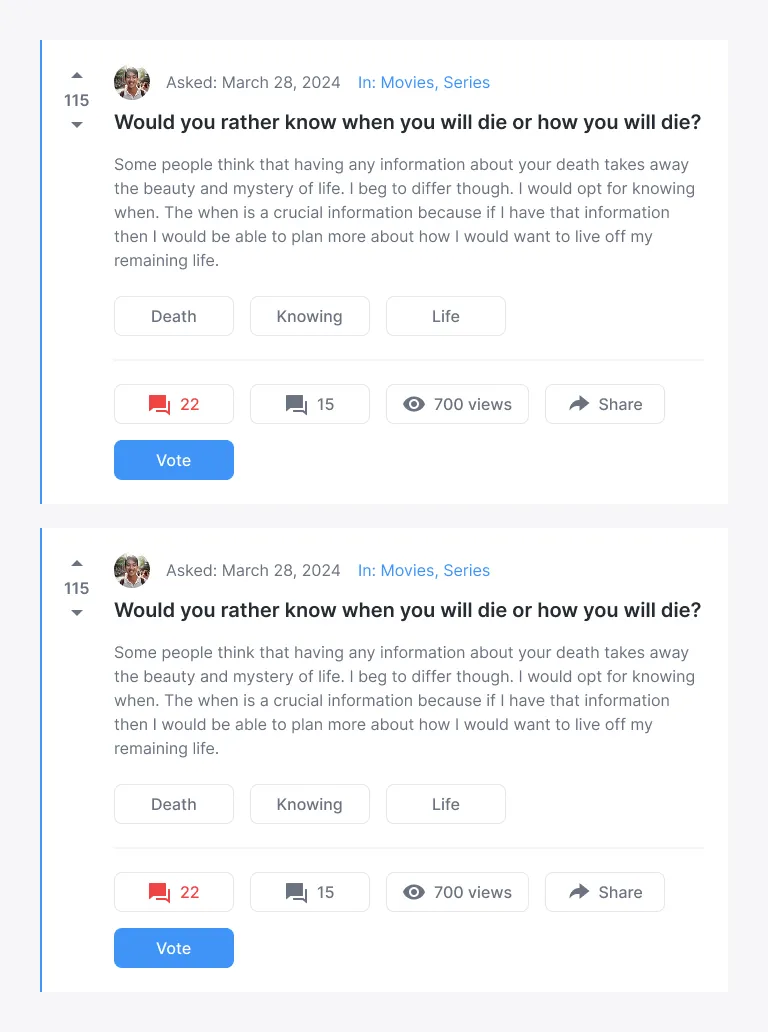 Asked: March 28, 2024 In: Movies, Series
115
Would you rather know when you will die or how you will die?
Some people think that having any information about your death takes away
the beauty and mystery of life. I beg to differ though. I would opt for knowing
when. The when is a crucial information because if I have that information
then I would be able to plan more about how I would want to live off my
remaining life.
Death Knowing Life
22 15 700 views Share
Vote
Asked: March 28, 2024 In: Movies, Series
115
Would you rather know when you will die or how you will die?
Some people think that having any information about your death takes away
the beauty and mystery of life. I beg to differ though. I would opt for knowing
when. The when is a crucial information because if I have that information
then I would be able to plan more about how I would want to live off my
remaining life.
Death Knowing Life
22 15 700 views Share
Vote